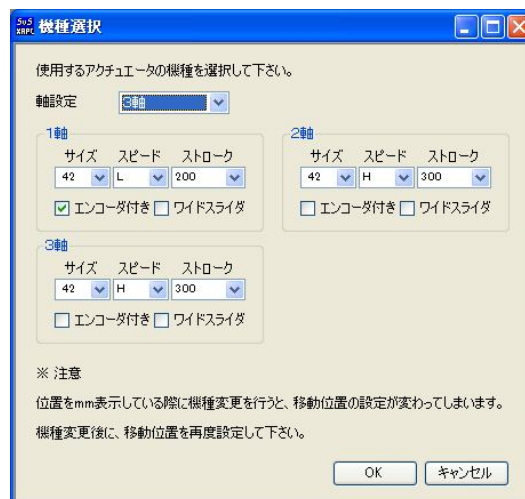 SvS
XAPC
機種選択
使用するアクチュエータの機種を選択して下さい。
軸設定 3軸
1軸
サイズ スピード ストローク
42 L 200
エンコーダ付き ワイドスライダ
2軸
サイズ スピード ストローク
42 H 300
エンコーダ付き ワイドスライダ
3軸
サイズ スピード ストローク
42 H 300
エンコーダ付き ワイドスライダ
※ 注意
位置をmm表示している際に機種変更を行うと、移動位置の設定が変わってしまいます。
機種変更後に、移動位置を再度設定して下さい。
OK キャンセル